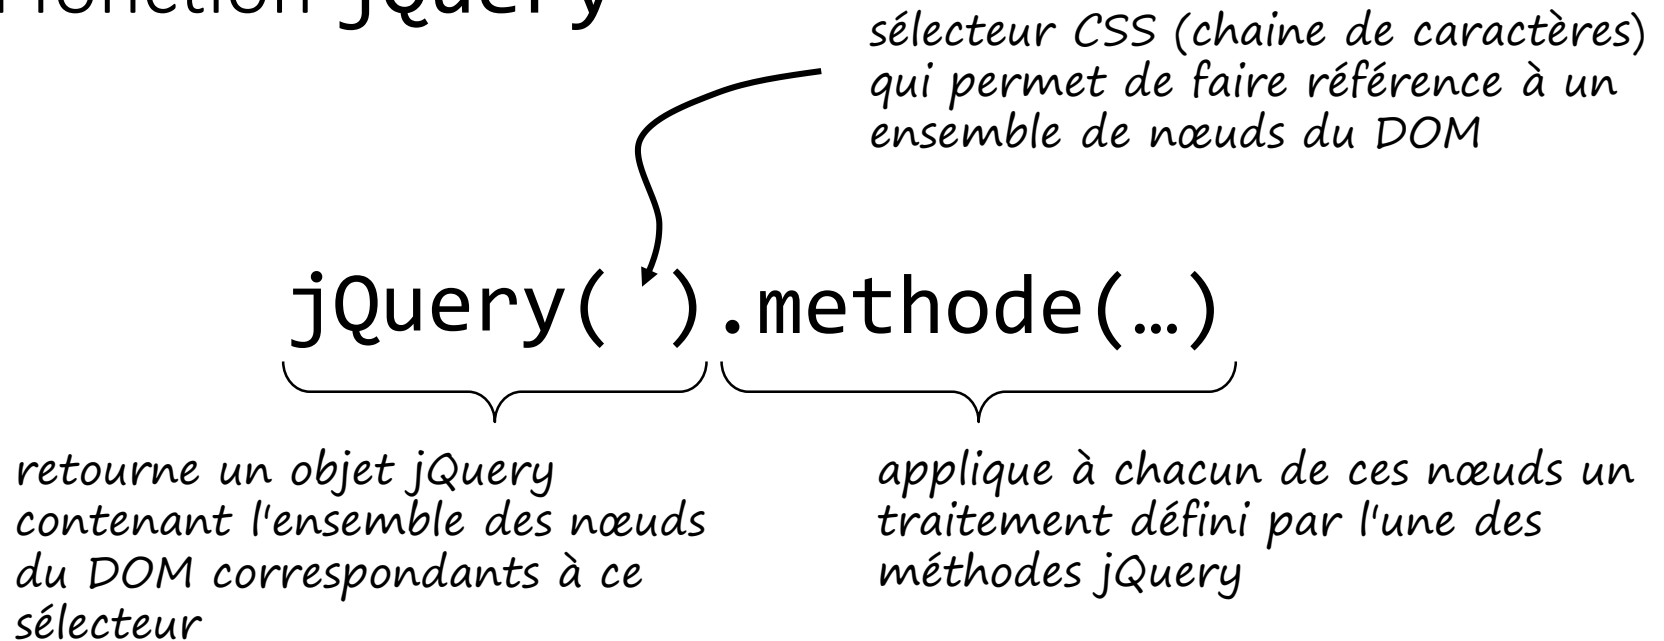 fonction jQuery
sélecteur CSS (chaine de caractères)
qui permet de faire référence à un
ensemble de nœuds du DOM
jQuery( ).methode(…)
retourne un objet jQuery
contenant l'ensemble des nœuds
du DOM correspondants à ce
sélecteur
applique à chacun de ces nœuds un
traitement défini par l'une des
méthodes jQuery